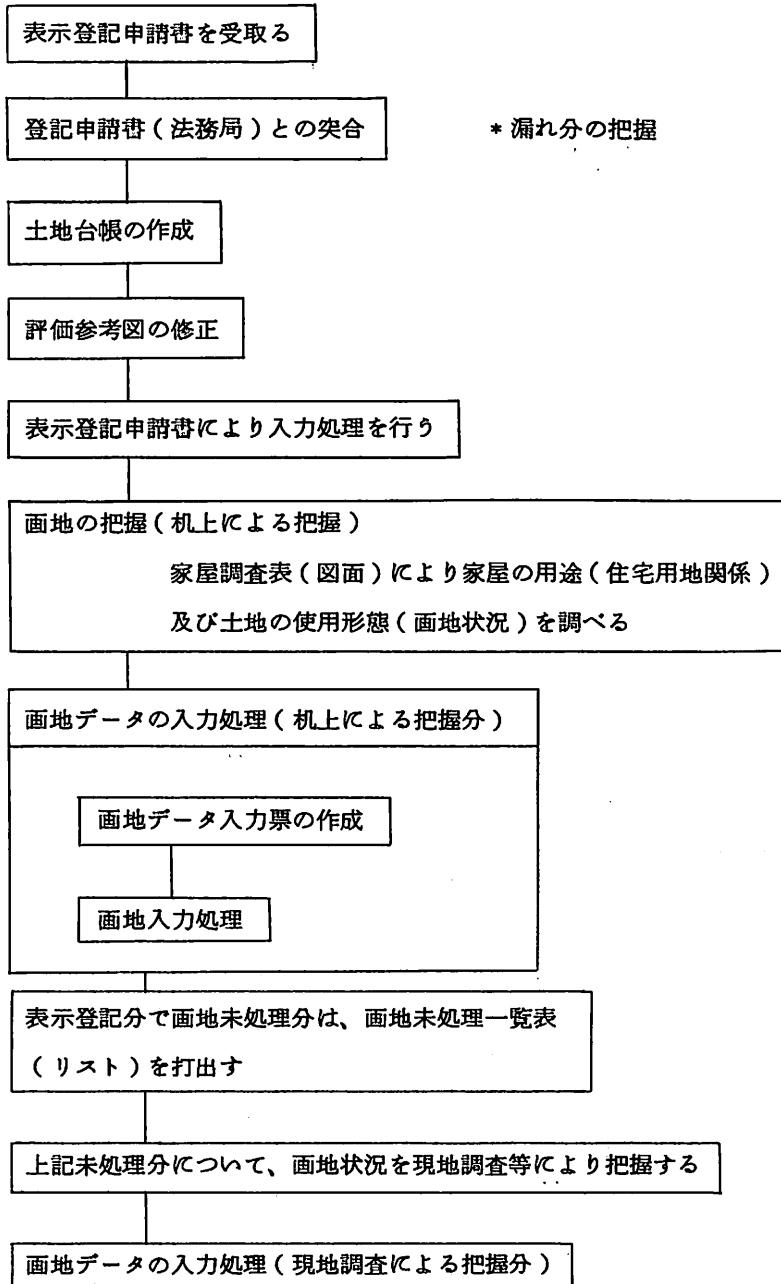 表示登記申請書を受取る
登記申請書(法務局)との突合 *漏れ分の把握
土地台帳の作成
評価参考図の修正
表示登記申請書により入力処理を行う
画地の把握(机上による把握)
家屋調査表(図面)により家屋の用途(住宅用地関係)
及び土地の使用形態(画地状況)を調べる
画地データの入力処理(机上による把握分)
画地データ入力票の作成
画地入力処理
表示登記分で画地未処理分は、画地未処理一覧表
(リスト)を打出す
上記未処理分について、画地状況を現地調査等により把握する
画地データの入力処理(現地調査による把握分)